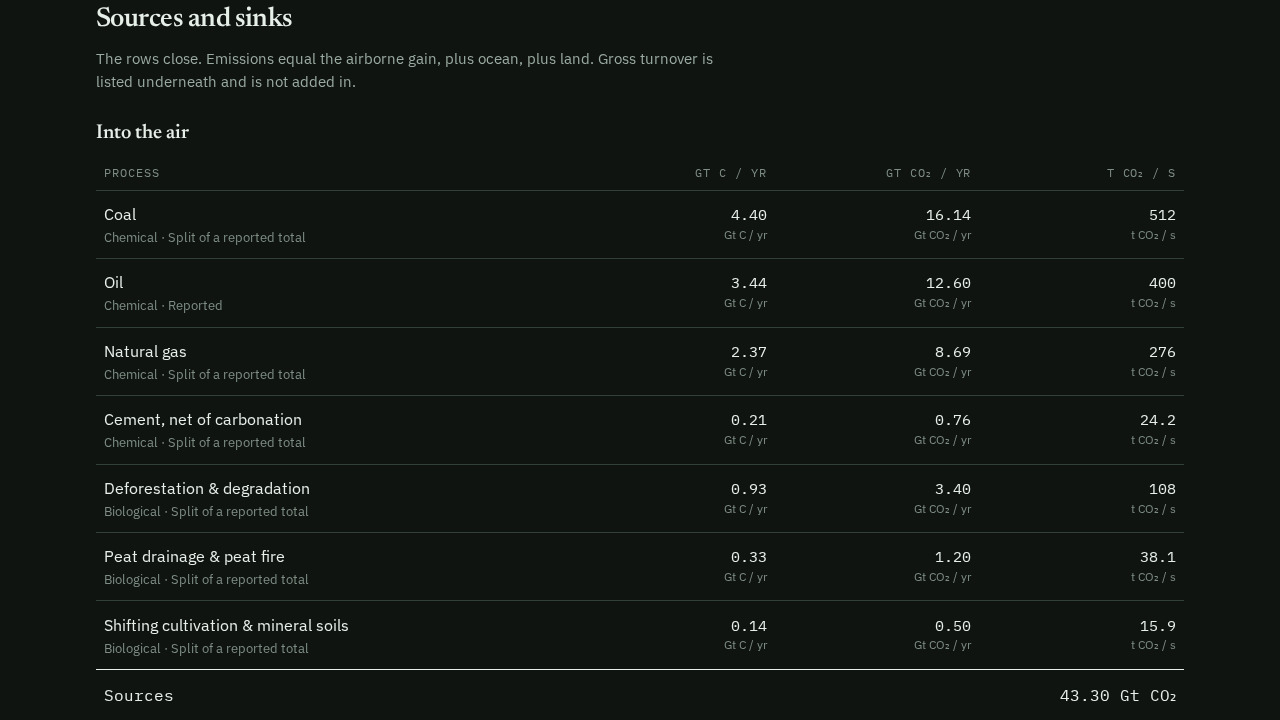 Sources and sinks
The rows close. Emissions equal the airborne gain, plus ocean, plus land. Gross turnover is
listed underneath and is not added in.
Into the air
PROCESS GT C / YR GT CO₂ / YR T CO₂ / S
Coal 4.40 16.14 512
Chemical · Split of a reported total Gt C / yr Gt CO₂ / yr t CO₂ / s
Oil 3.44 12.60 400
Chemical · Reported Gt C / yr Gt CO₂ / yr t CO₂ / s
Natural gas 2.37 8.69 276
Chemical · Split of a reported total Gt C / yr Gt CO₂ / yr t CO₂ / s
Cement, net of carbonation 0.21 0.76 24.2
Chemical · Split of a reported total Gt C / yr Gt CO₂ / yr t CO₂ / s
Deforestation & degradation 0.93 3.40 108
Biological · Split of a reported total Gt C / yr Gt CO₂ / yr t CO₂ / s
Peat drainage & peat fire 0.33 1.20 38.1
Biological · Split of a reported total Gt C / yr Gt CO₂ / yr t CO₂ / s
Shifting cultivation & mineral soils 0.14 0.50 15.9
Biological · Split of a reported total Gt C / yr Gt CO₂ / yr t CO₂ / s
Sources 43.30 Gt CO₂